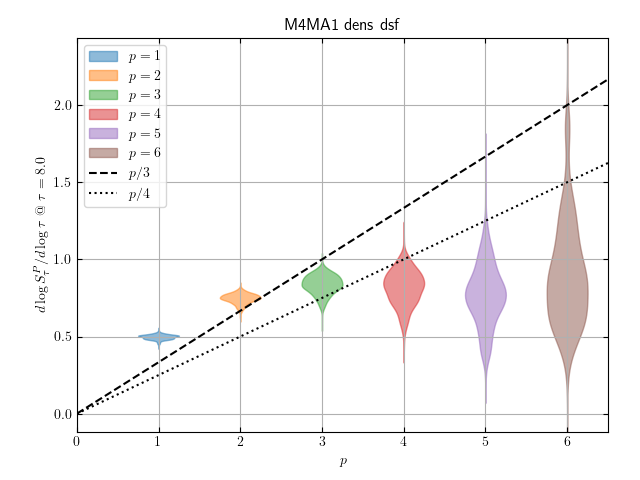 M4MA1 dens dsf
p = 1
p = 2
p = 3
p = 4
p = 5
p = 6
p/3
p/4
d log S_τ^P / d log τ @ τ = 8.0
2.0
1.5
1.0
0.5
0.0
0 1 2 3 4 5 6
p